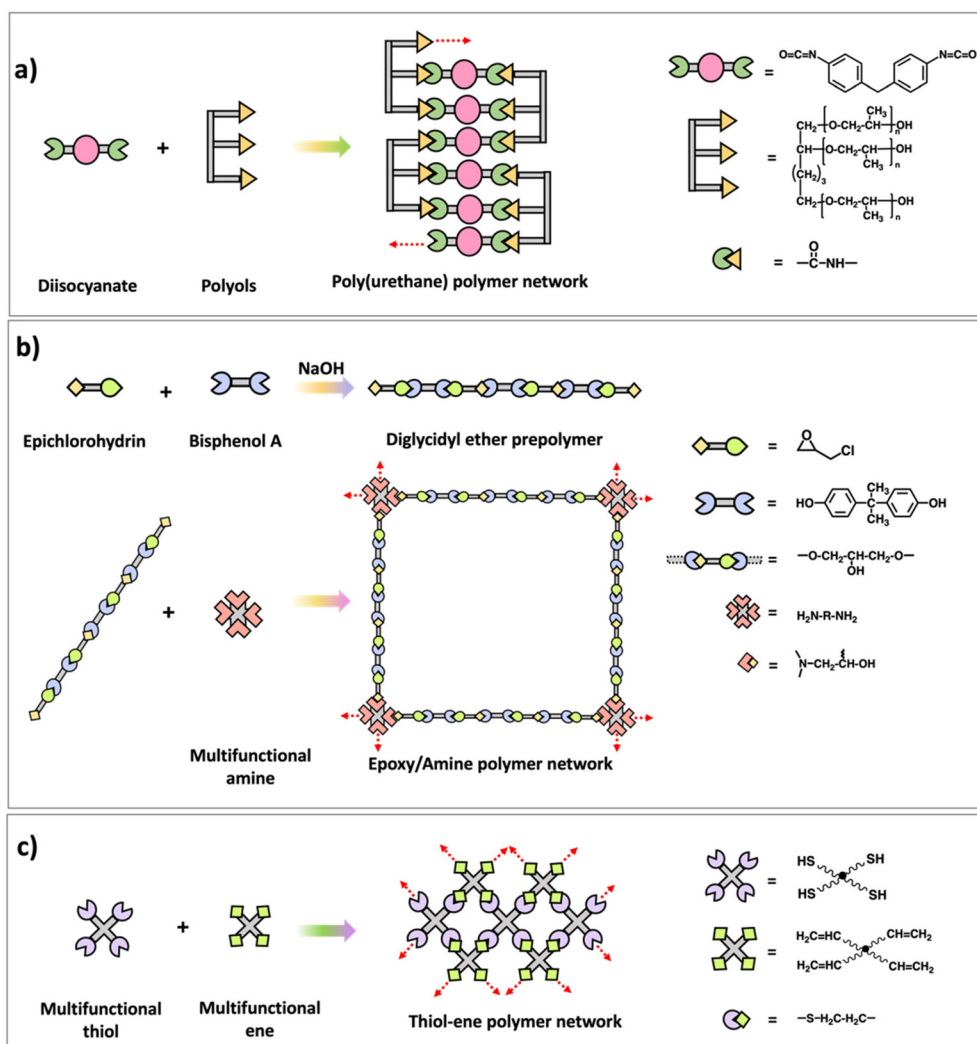 a)
+
Diisocyanate
Polyols
Poly(urethane) polymer network
=
O=C=N
N=C=O
=
CH3
CH2
O-CH2-CH
n
OH
CH
O-CH2-CH
n
OH
CH3
(CH2)3
CH2
O-CH2-CH
n
OH
CH3
=
O
—C—NH—
b)
+
NaOH
Epichlorohydrin
Bisphenol A
Diglycidyl ether prepolymer
+
Multifunctional
amine
Epoxy/Amine polymer network
=
O
Cl
=
HO
CH3
C
CH3
OH
=
—O—CH2-CH-CH2-O—
OH
=
H2N-R-NH2
=
N—CH2-CH-OH
c)
+
Multifunctional
thiol
Multifunctional
ene
Thiol-ene polymer network
=
HS
SH
HS
SH
=
H2C=HC
CH=CH2
H2C=HC
CH=CH2
=
—S-H2C-H2C—